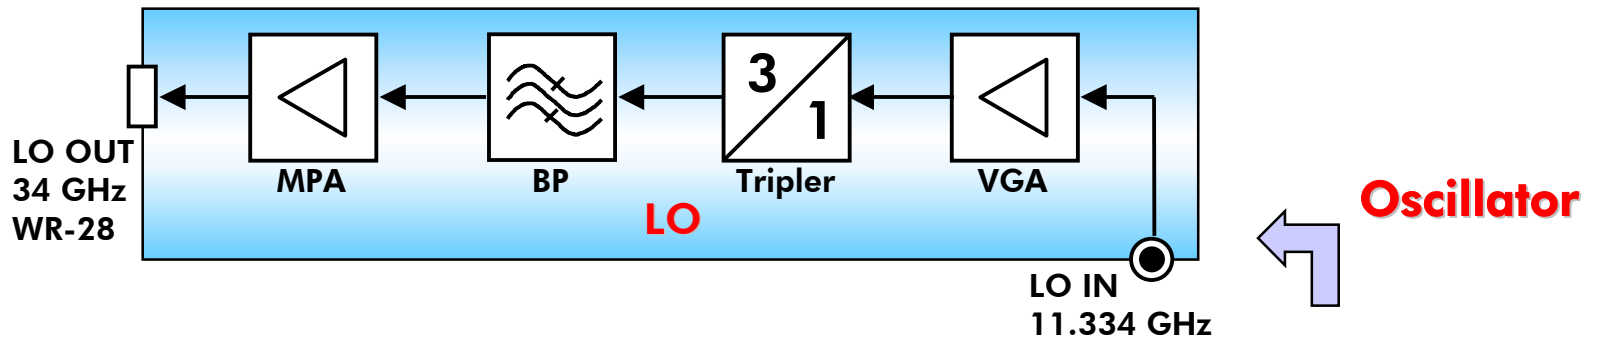 3
1
MPA
BP
Tripler
VGA
LO OUT
34 GHz
WR-28
LO
Oscillator
LO IN
11.334 GHz